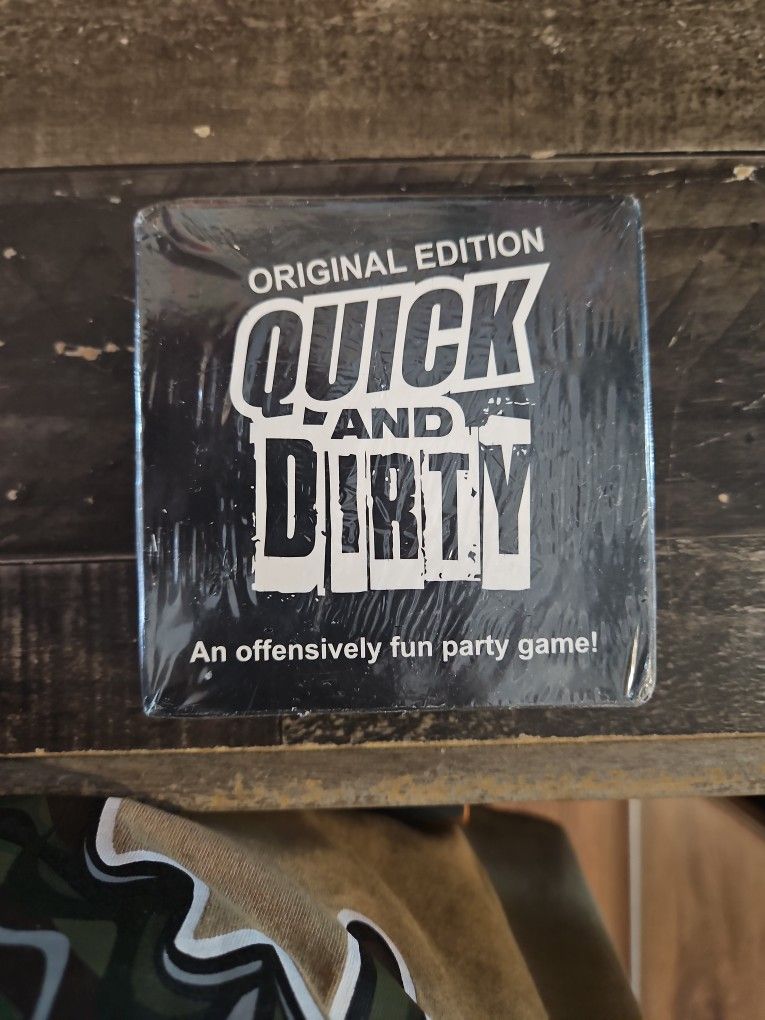 ORIGINAL EDITION
QUICK
AND
DIRTY
An offensively fun party game!